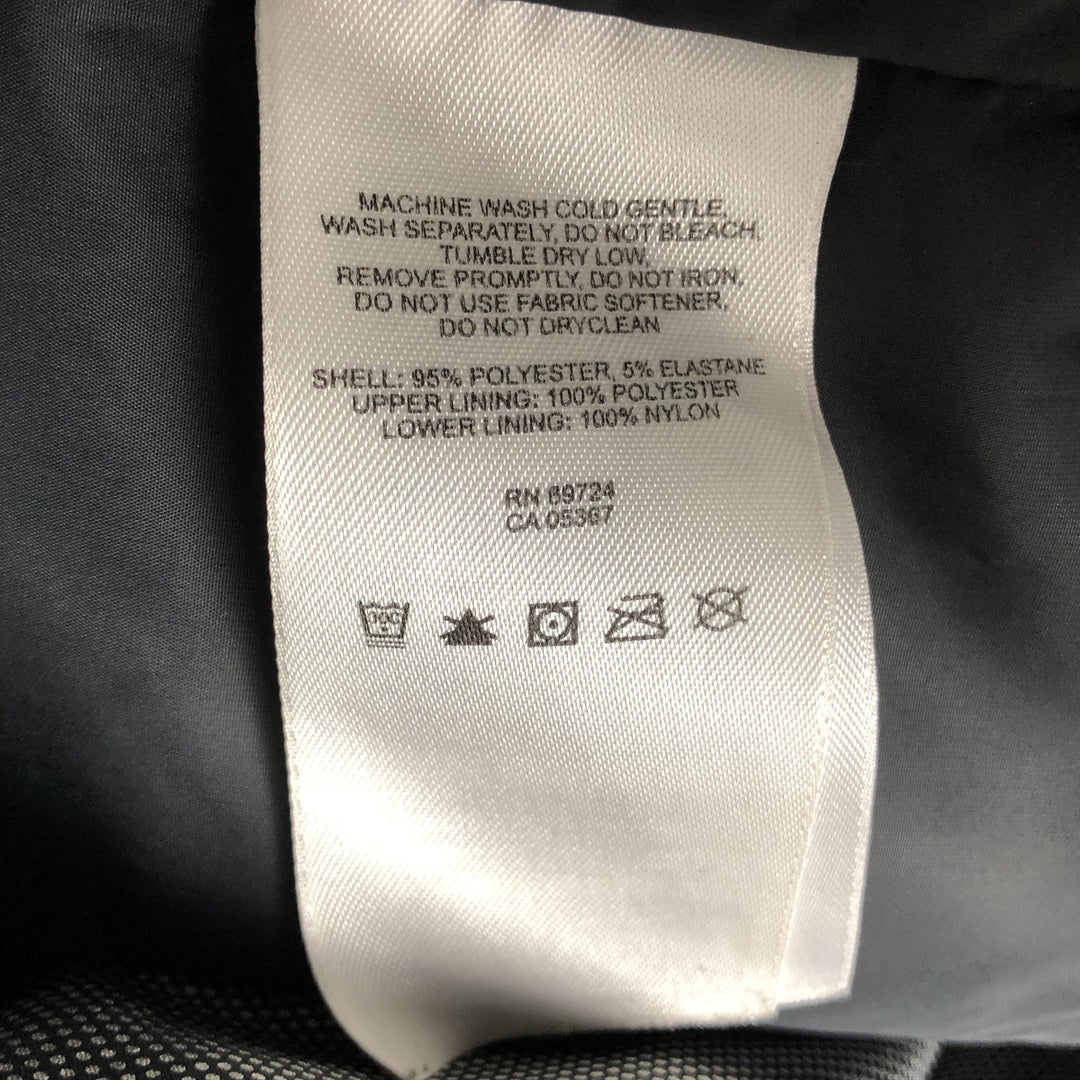 MACHINE WASH COLD GENTLE.
WASH SEPARATELY, DO NOT BLEACH.
TUMBLE DRY LOW.
REMOVE PROMPTLY, DO NOT IRON.
DO NOT USE FABRIC SOFTENER.
DO NOT DRYCLEAN
SHELL: 95% POLYESTER, 5% ELASTANE
UPPER LINING: 100% POLYESTER
LOWER LINING: 100% NYLON
RN 69724
CA 05367